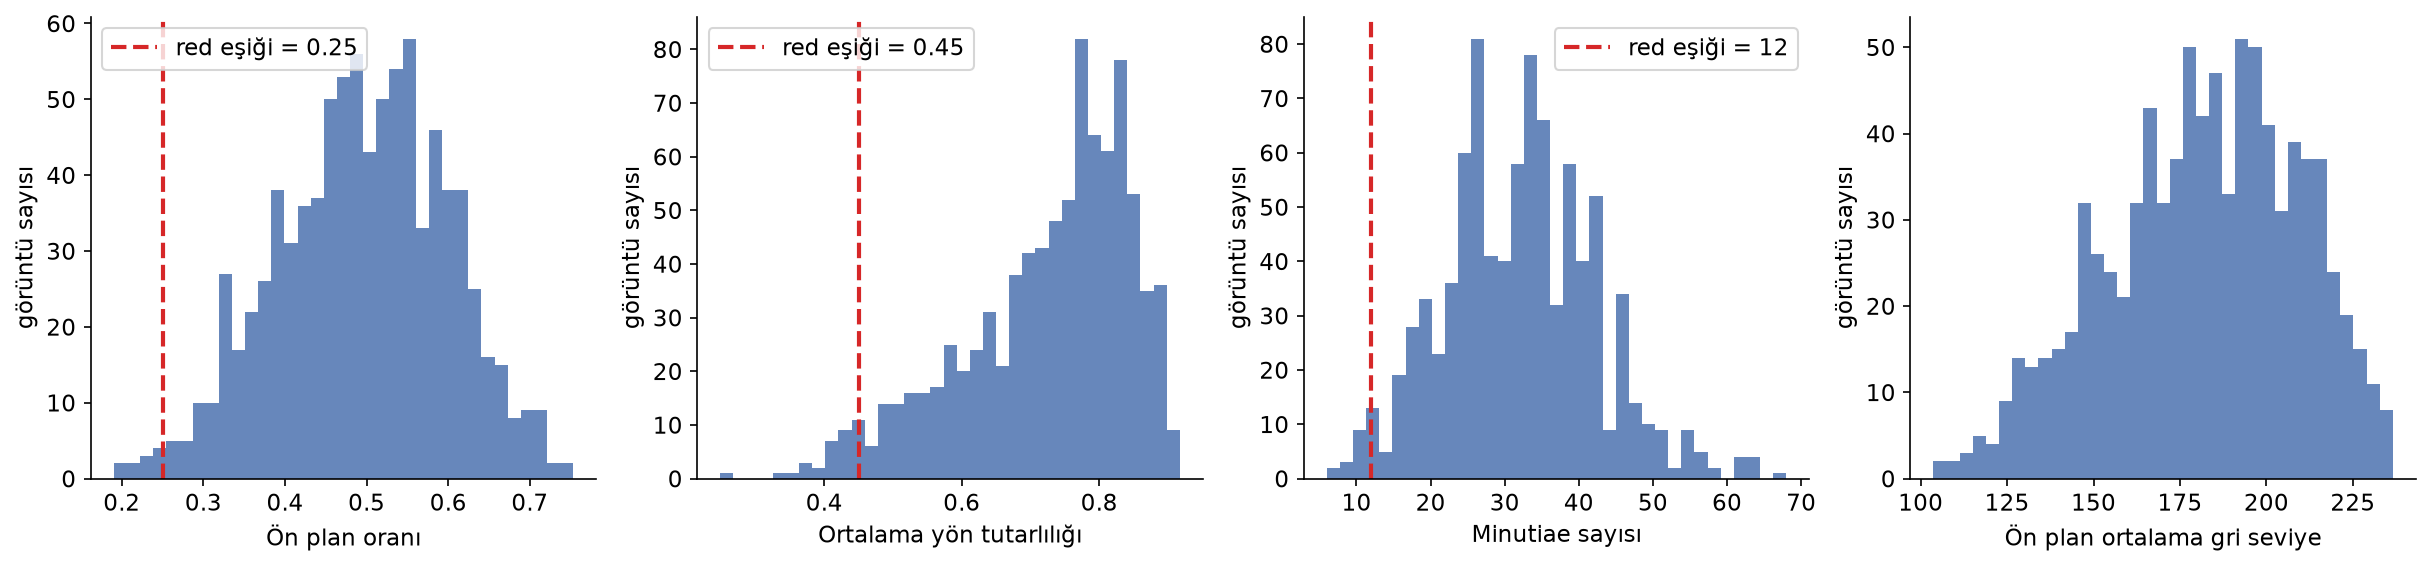 red eşiği = 0.25
görüntü sayısı
0
10
20
30
40
50
60
0.2 0.3 0.4 0.5 0.6 0.7
Ön plan oranı
red eşiği = 0.45
görüntü sayısı
0
10
20
30
40
50
60
70
80
0.4 0.6 0.8
Ortalama yön tutarlılığı
red eşiği = 12
görüntü sayısı
0
10
20
30
40
50
60
70
80
10 20 30 40 50 60 70
Minutiae sayısı
görüntü sayısı
0
10
20
30
40
50
100 125 150 175 200 225
Ön plan ortalama gri seviye